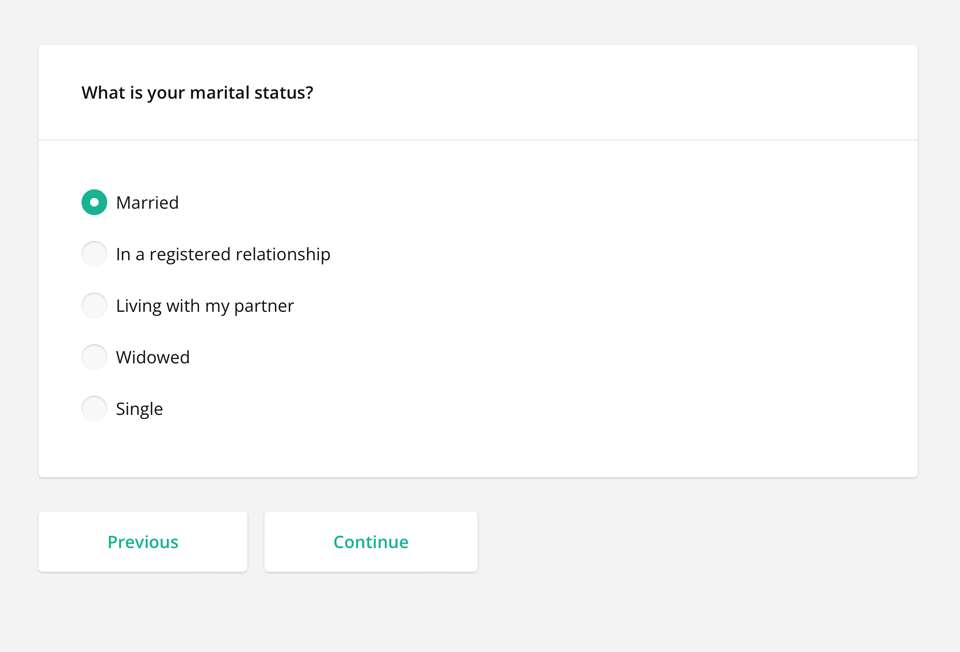 What is your marital status?
Married
In a registered relationship
Living with my partner
Widowed
Single
Previous
Continue